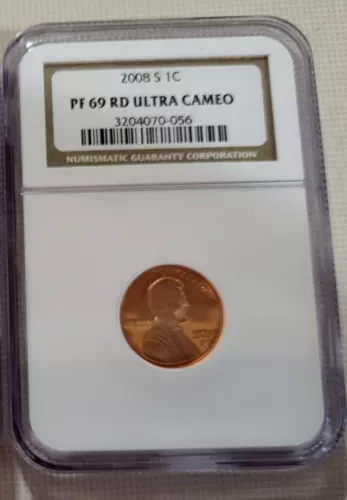 2008 S 1C
PF 69 RD ULTRA CAMEO
3204070-056
NUMISMATIC GUARANTY CORPORATION